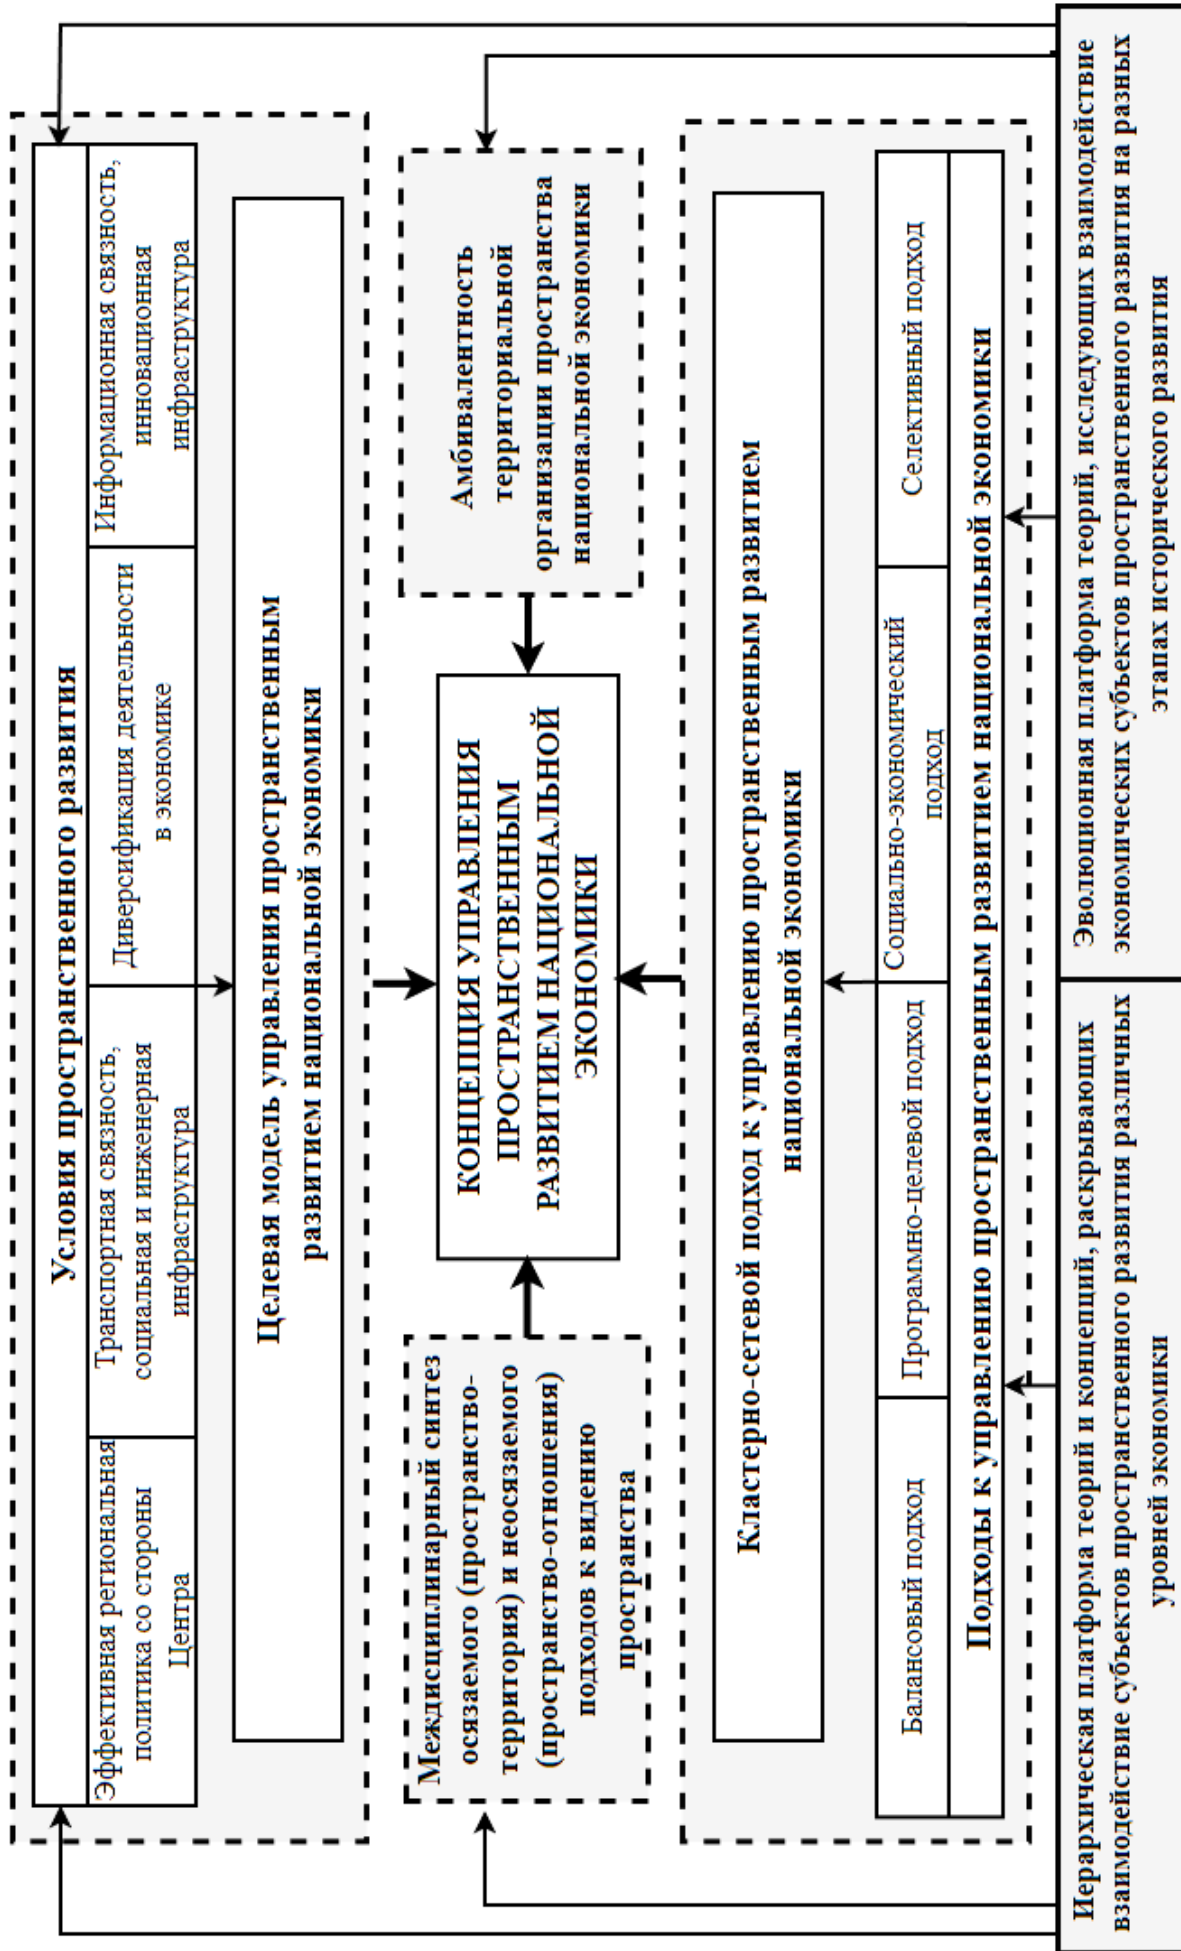 Условия пространственного развития
Эффективная региональная
политика со стороны
Центра
Транспортная связность,
социальная и инженерная
инфраструктура
Диверсификация деятельности
в экономике
Информационная связность,
инновационная
инфраструктура
Целевая модель управления пространственным
развитием национальной экономики
Междисциплинарный синтез
осязаемого (пространство-
территория) и неосязаемого
(пространство-отношения)
подходов к видению
пространства
КОНЦЕПЦИЯ УПРАВЛЕНИЯ
ПРОСТРАНСТВЕННЫМ
РАЗВИТИЕМ НАЦИОНАЛЬНОЙ
ЭКОНОМИКИ
Амбивалентность
территориальной
организации пространства
национальной экономики
Кластерно-сетевой подход к управлению пространственным развитием
национальной экономики
Балансовый подход
Программно-целевой подход
Социально-экономический
подход
Селективный подход
Подходы к управлению пространственным развитием национальной экономики
Иерархическая платформа теорий и концепций, раскрывающих
взаимодействие субъектов пространственного развития различных
уровней экономики
Эволюционная платформа теорий, исследующих взаимодействие
экономических субъектов пространственного развития на разных
этапах исторического развития